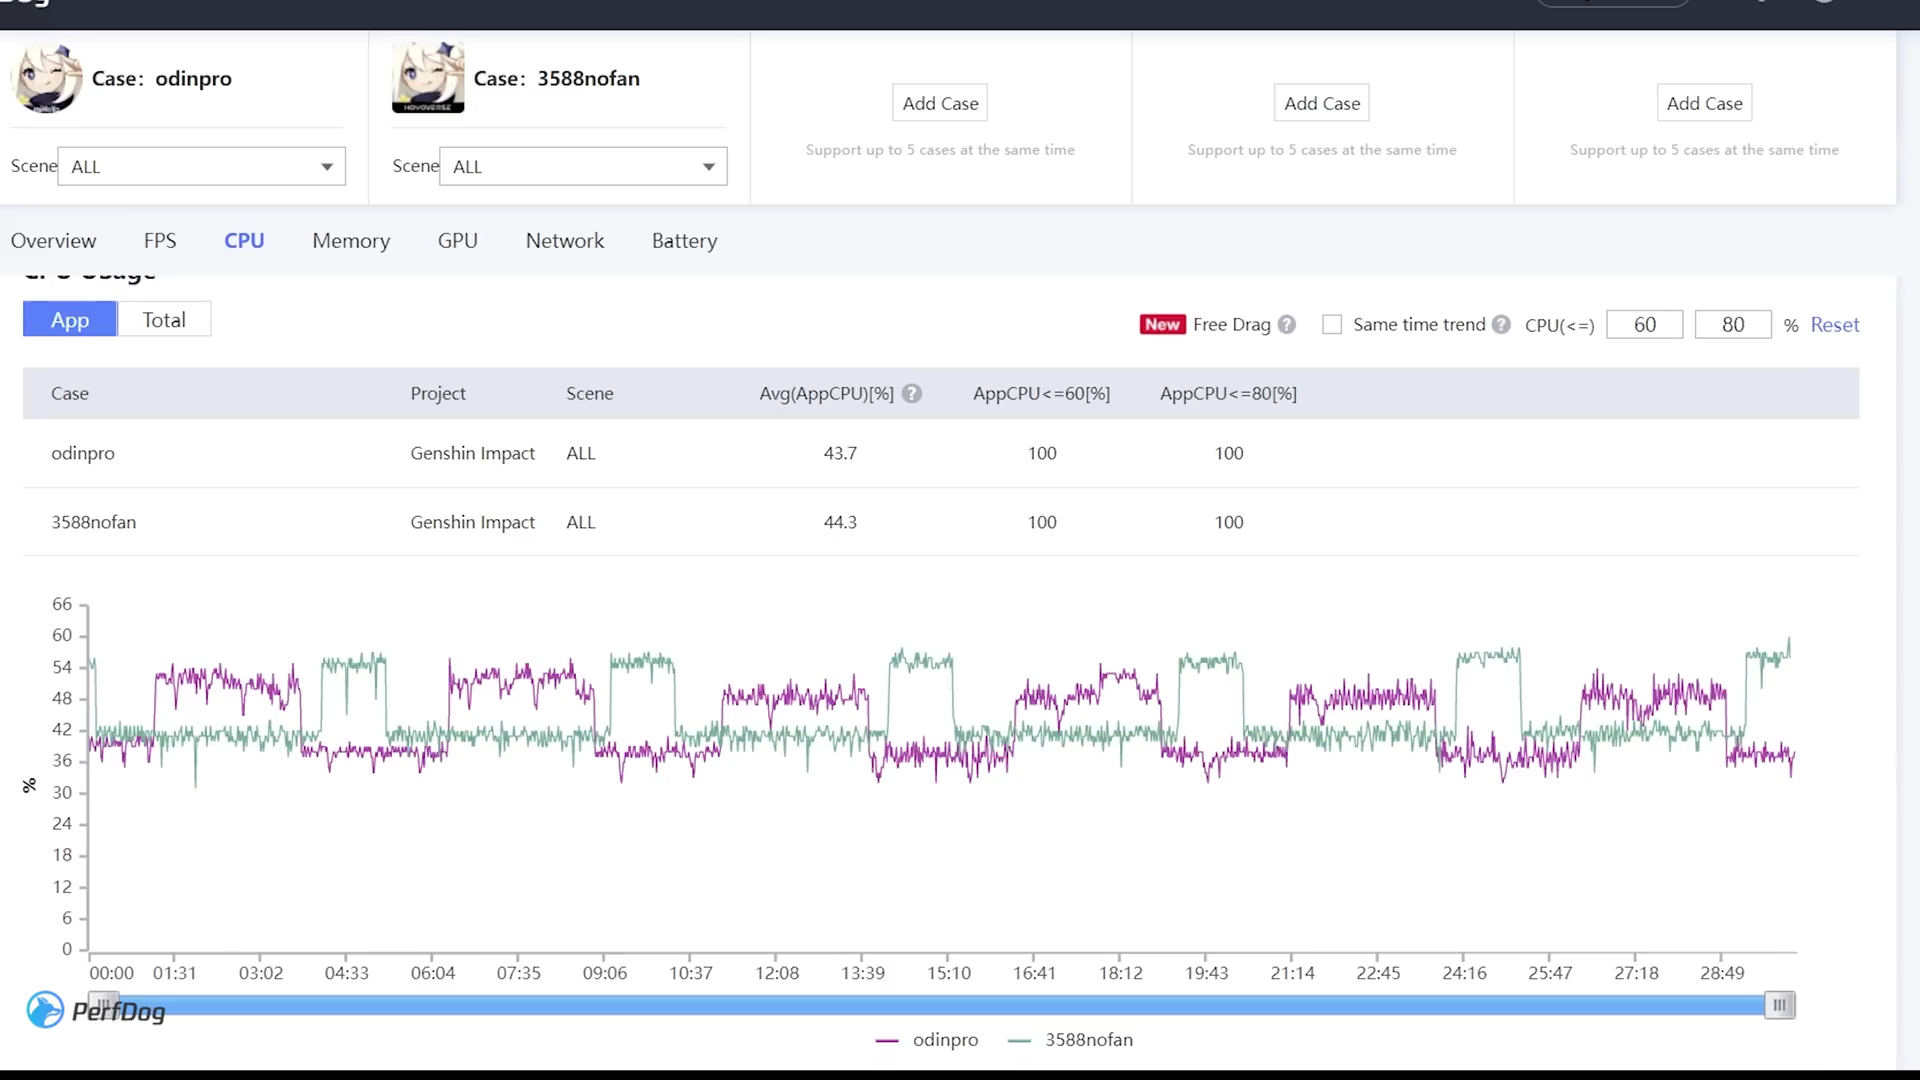 Case: odinpro
Case: 3588nofan
HOYOVERSE
Add Case
Add Case
Add Case
Support up to 5 cases at the same time
Support up to 5 cases at the same time
Support up to 5 cases at the same time
Scene ALL
Scene ALL
Overview FPS CPU Memory GPU Network Battery
CPU Usage
App Total
New Free Drag ? Same time trend ? CPU(<=) 60 80 % Reset
Case Project Scene Avg(AppCPU)[%] ? AppCPU<=60[%] AppCPU<=80[%]
odinpro Genshin Impact ALL 43.7 100 100
3588nofan Genshin Impact ALL 44.3 100 100
66
60
54
48
42
36
%
30
24
18
12
6
0
00:00 01:31 03:02 04:33 06:04 07:35 09:06 10:37 12:08 13:39 15:10 16:41 18:12 19:43 21:14 22:45 24:16 25:47 27:18 28:49
PerfDog
odinpro 3588nofan